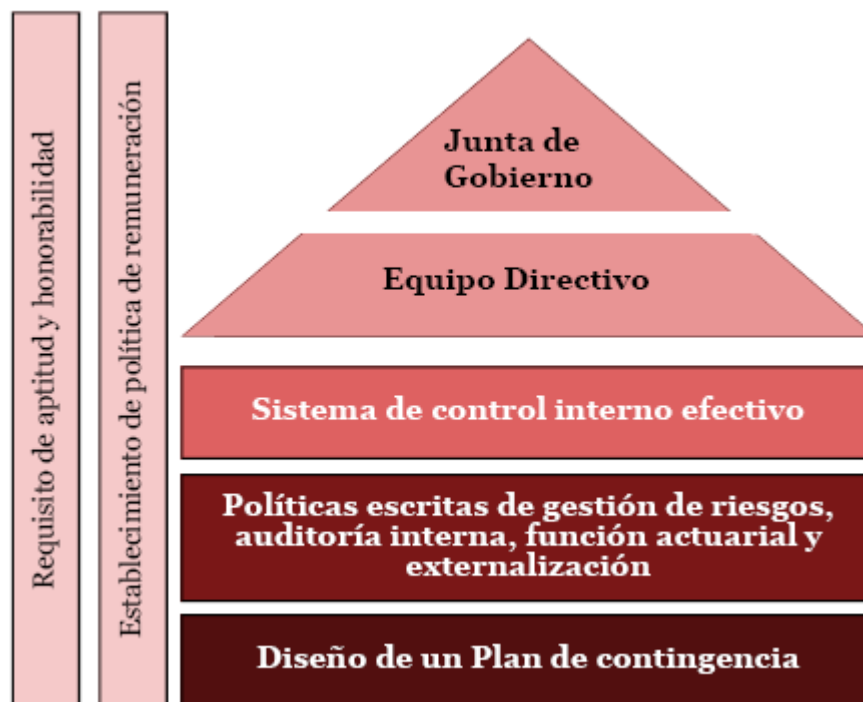 Requisito de aptitud y honorabilidad
Establecimiento de política de remuneración
Junta de
Gobierno
Equipo Directivo
Sistema de control interno efectivo
Políticas escritas de gestión de riesgos,
auditoría interna, función actuarial y
externalización
Diseño de un Plan de contingencia